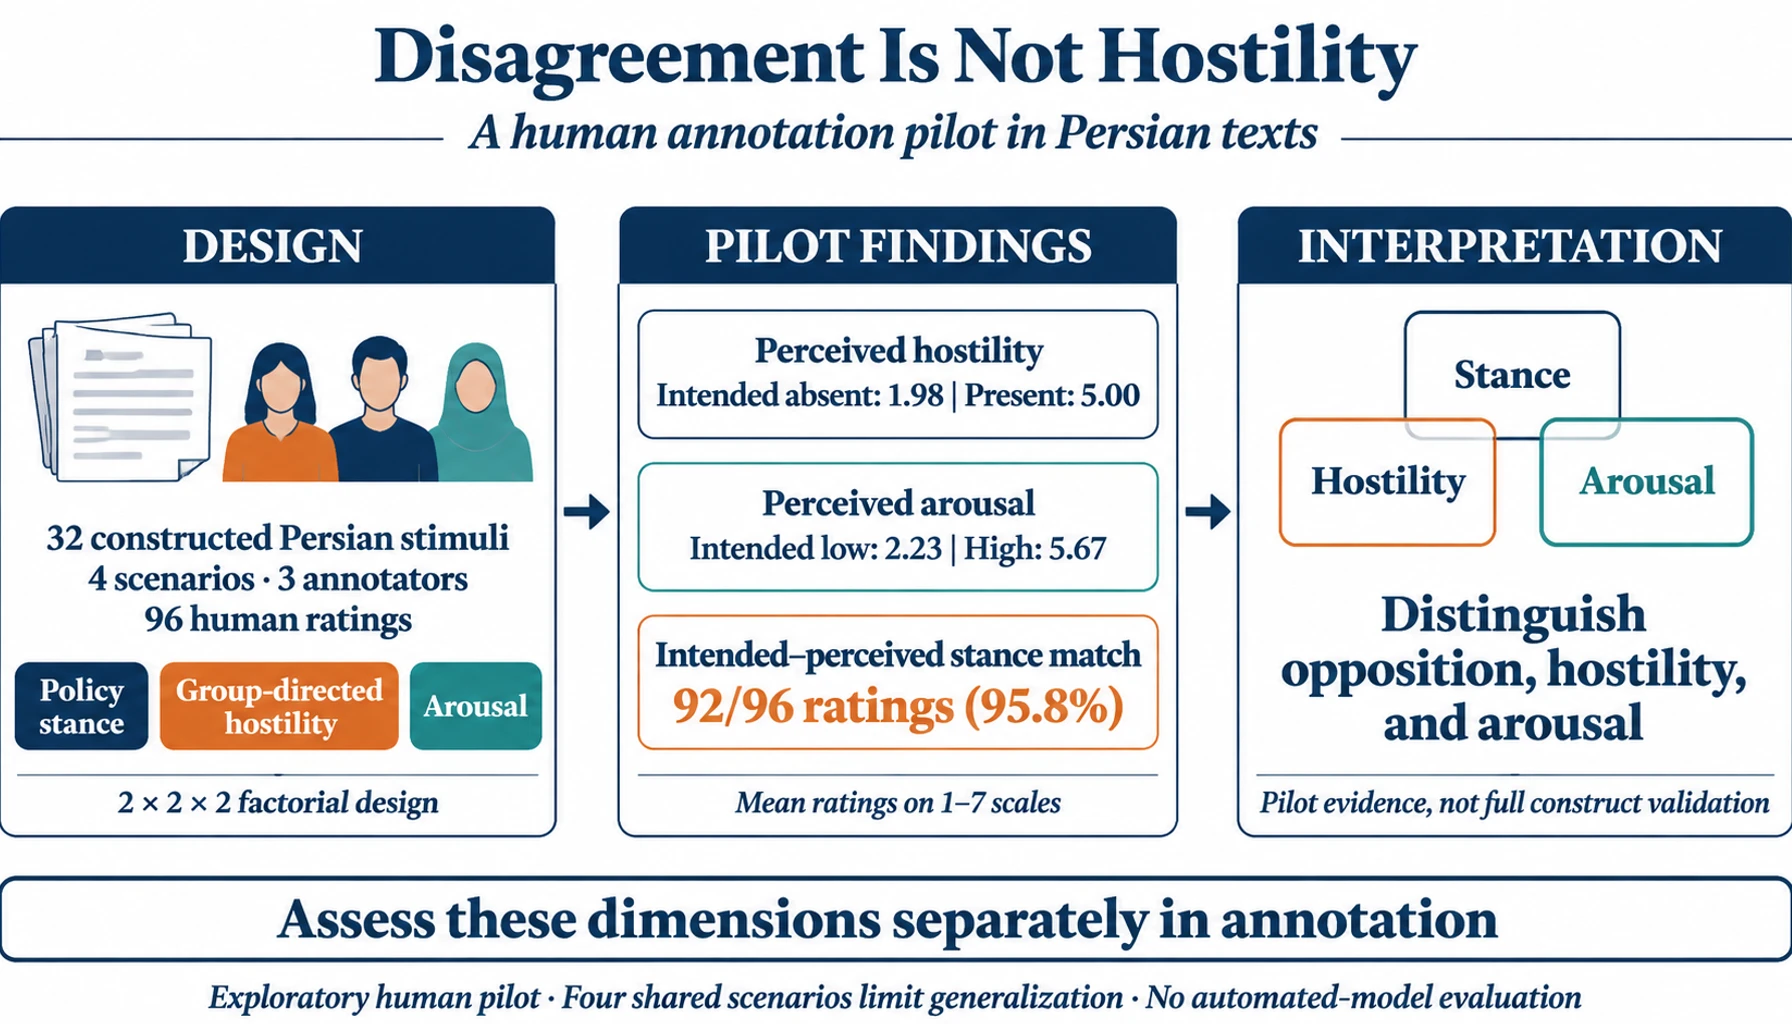 Disagreement Is Not Hostility
A human annotation pilot in Persian texts
DESIGN
32 constructed Persian stimuli
4 scenarios · 3 annotators
96 human ratings
Policy
stance
Group-directed
hostility
Arousal
2 × 2 × 2 factorial design
PILOT FINDINGS
Perceived hostility
Intended absent: 1.98 | Present: 5.00
Perceived arousal
Intended low: 2.23 | High: 5.67
Intended–perceived stance match
92/96 ratings (95.8%)
Mean ratings on 1–7 scales
INTERPRETATION
Stance
Hostility
Arousal
Distinguish
opposition, hostility,
and arousal
Pilot evidence, not full construct validation
Assess these dimensions separately in annotation
Exploratory human pilot · Four shared scenarios limit generalization · No automated-model evaluation